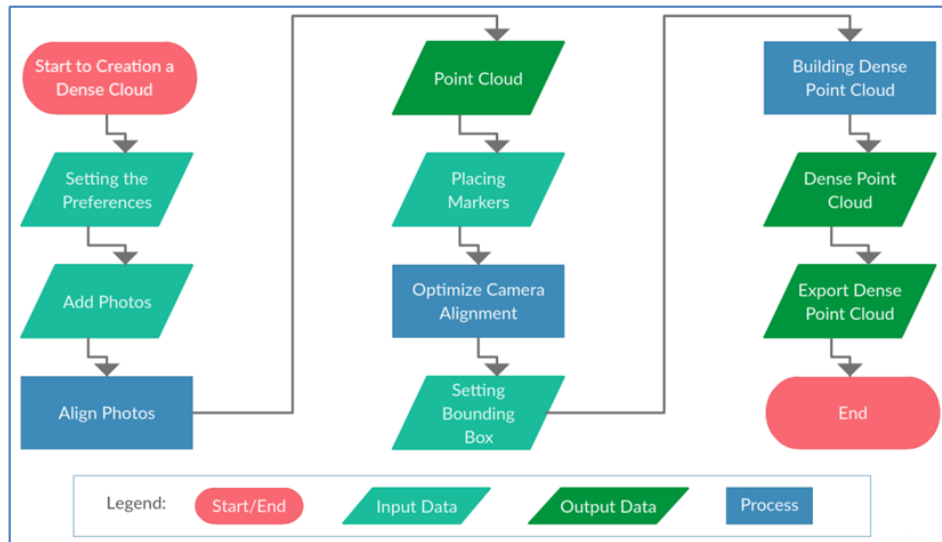 Start to Creation a
Dense Cloud
Setting the
Preferences
Add Photos
Align Photos
Point Cloud
Placing
Markers
Optimize Camera
Alignment
Setting
Bounding
Box
Building Dense
Point Cloud
Dense Point
Cloud
Export Dense
Point Cloud
End
Legend:
Start/End
Input Data
Output Data
Process